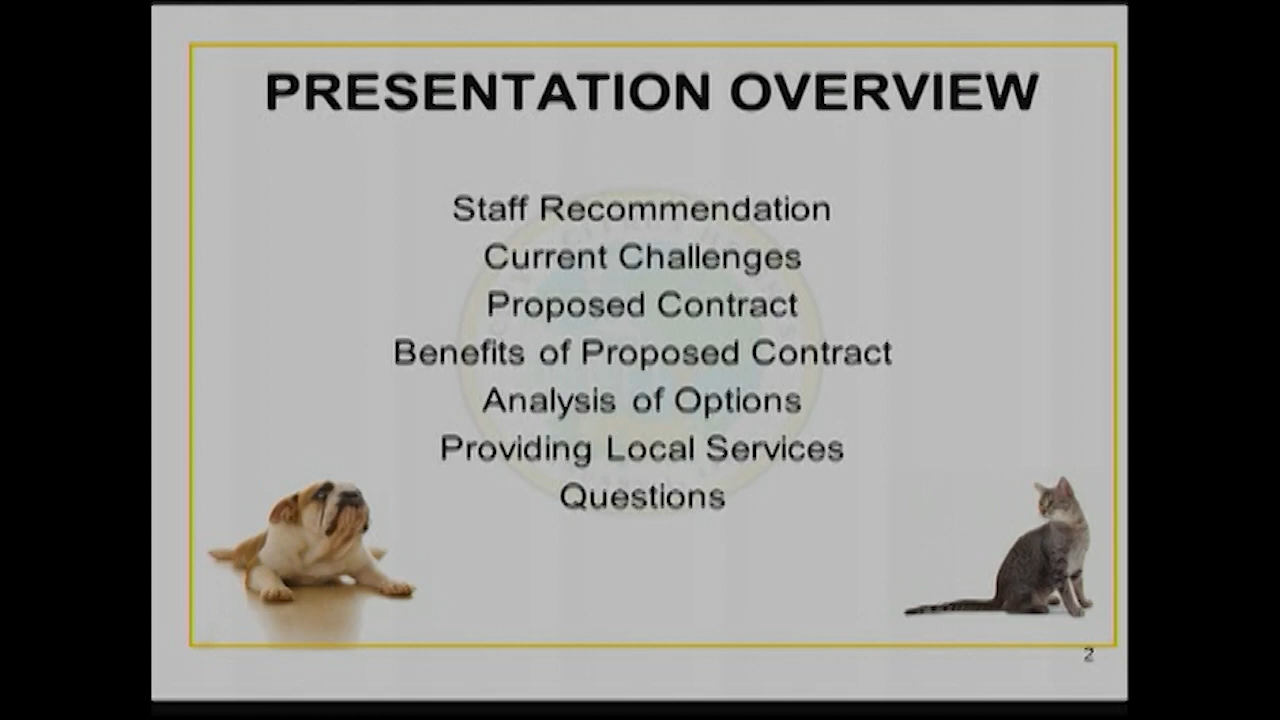 PRESENTATION OVERVIEW
Staff Recommendation
Current Challenges
Proposed Contract
Benefits of Proposed Contract
Analysis of Options
Providing Local Services
Questions
2